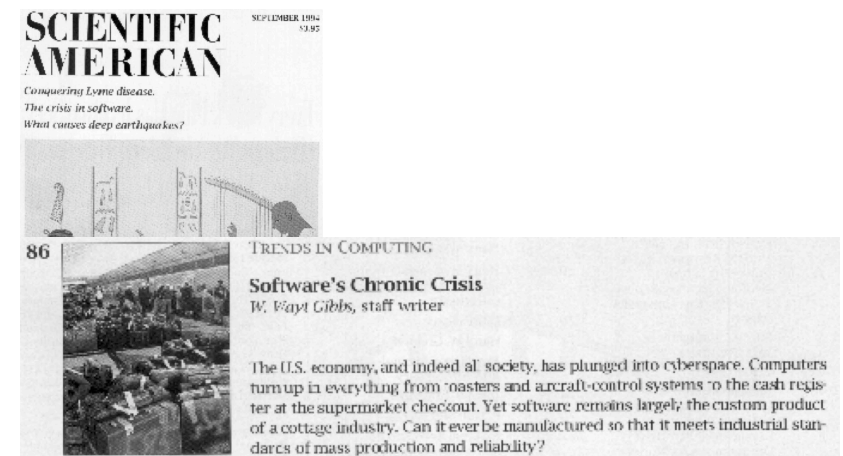 SCIENTIFIC
AMERICAN
SEPTEMBER 1994
$3.95
Conquering Lyme disease.
The crisis in software.
What causes deep earthquakes?
86
TRENDS IN COMPUTING
Software's Chronic Crisis
W. Wayt Gibbs, staff writer
The U.S. economy, and indeed all society, has plunged into cyberspace. Computers
turn up in everything from toasters and aircraft-control systems to the cash regis-
ter at the supermarket checkout. Yet software remains largely the custom product
of a cottage industry. Can it ever be manufactured so that it meets industrial stan-
dards of mass production and reliability?